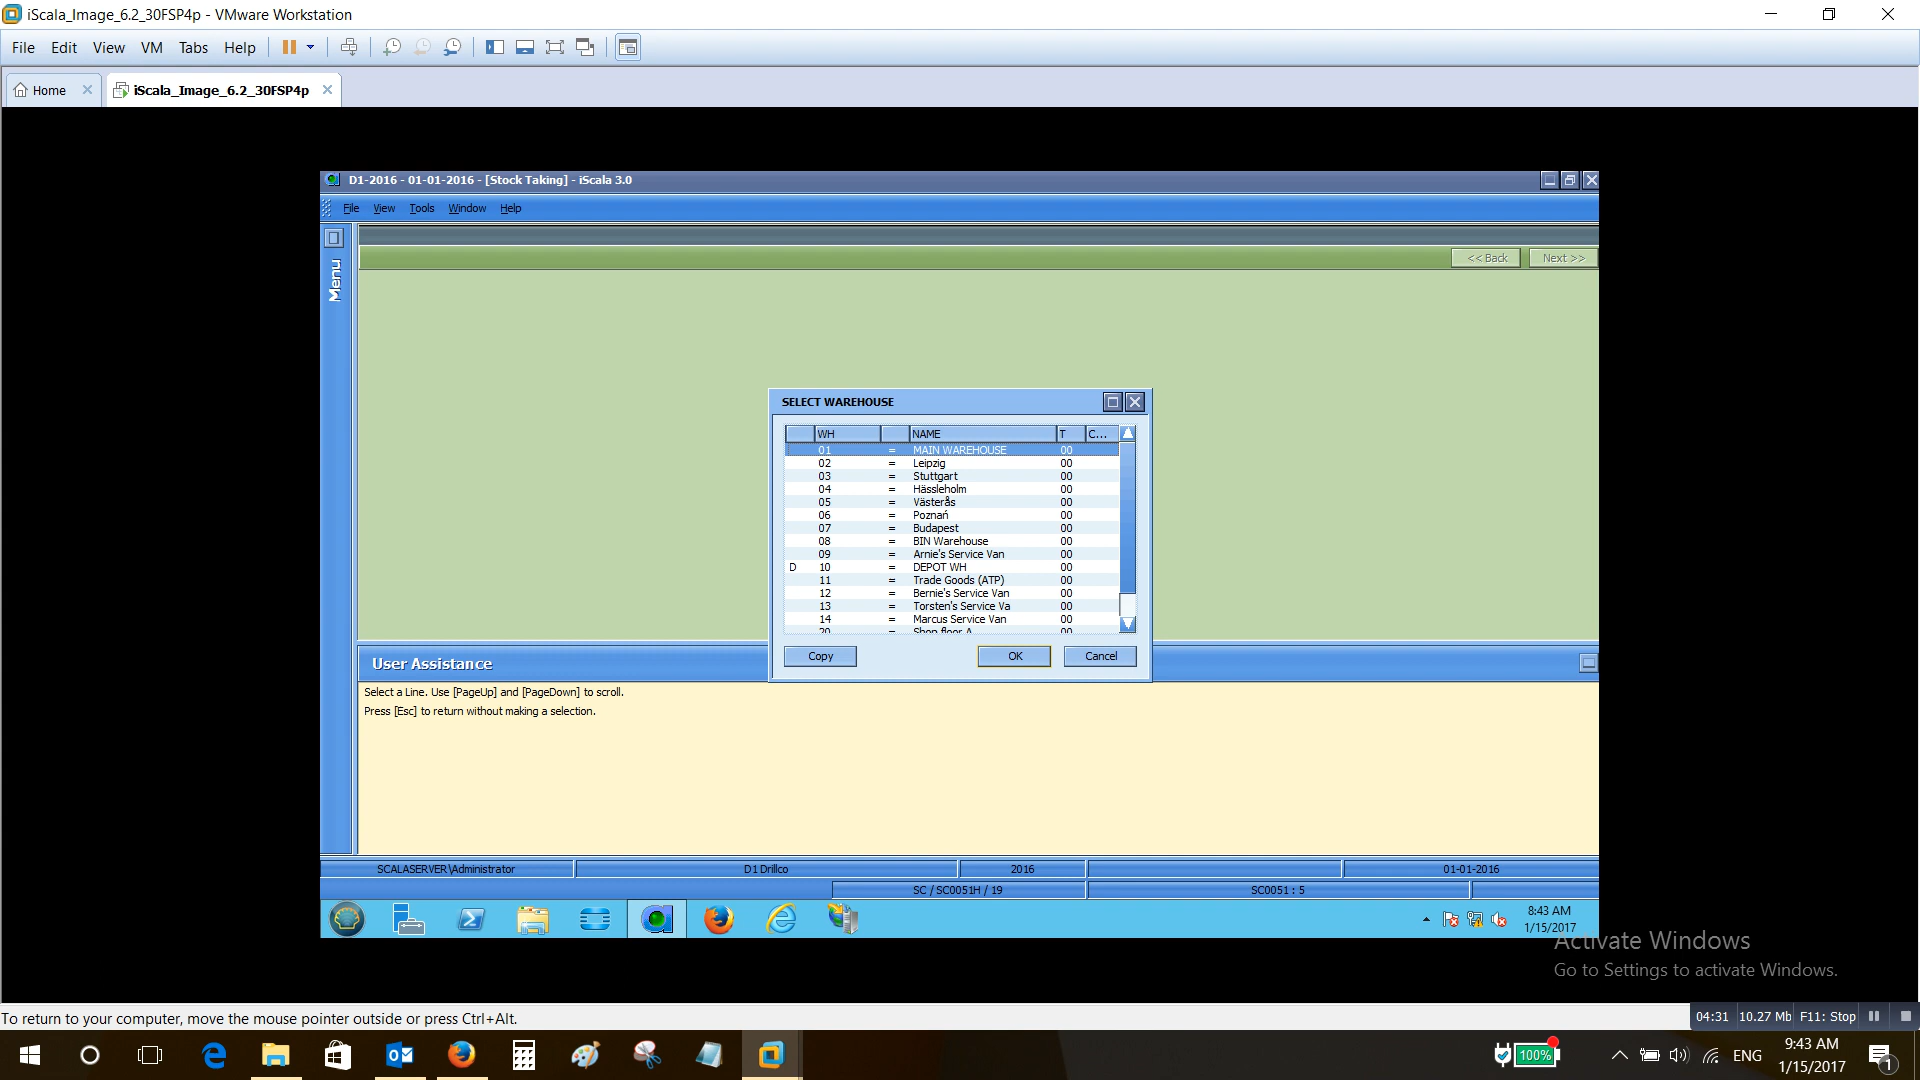 iScala_Image_6.2_30FSP4p - VMware Workstation
File Edit View VM Tabs Help
Home iScala_Image_6.2_30FSP4p
D1-2016 - 01-01-2016 - [Stock Taking] - iScala 3.0
File View Tools Window Help
<< Back Next >>
Menu
SELECT WAREHOUSE
WH NAME T C...
01 = MAIN WAREHOUSE 00
02 = Leipzig 00
03 = Stuttgart 00
04 = Hässleholm 00
05 = Västerås 00
06 = Poznań 00
07 = Budapest 00
08 = BIN Warehouse 00
09 = Arnie's Service Van 00
D 10 = DEPOT WH 00
11 = Trade Goods (ATP) 00
12 = Bernie's Service Van 00
13 = Torsten's Service Va 00
14 = Marcus Service Van 00
20 = Shop floor A 00
Copy OK Cancel
User Assistance
Select a Line. Use [PageUp] and [PageDown] to scroll.
Press [Esc] to return without making a selection.
SCALASERVER\Administrator D1 Drillco 2016 01-01-2016
SC / SC0051H / 19 SC0051 : 5
8:43 AM
1/15/2017
Activate Windows
Go to Settings to activate Windows.
To return to your computer, move the mouse pointer outside or press Ctrl+Alt.
04:31 10.27 Mb F11: Stop
100% ENG 9:43 AM
1/15/2017
1